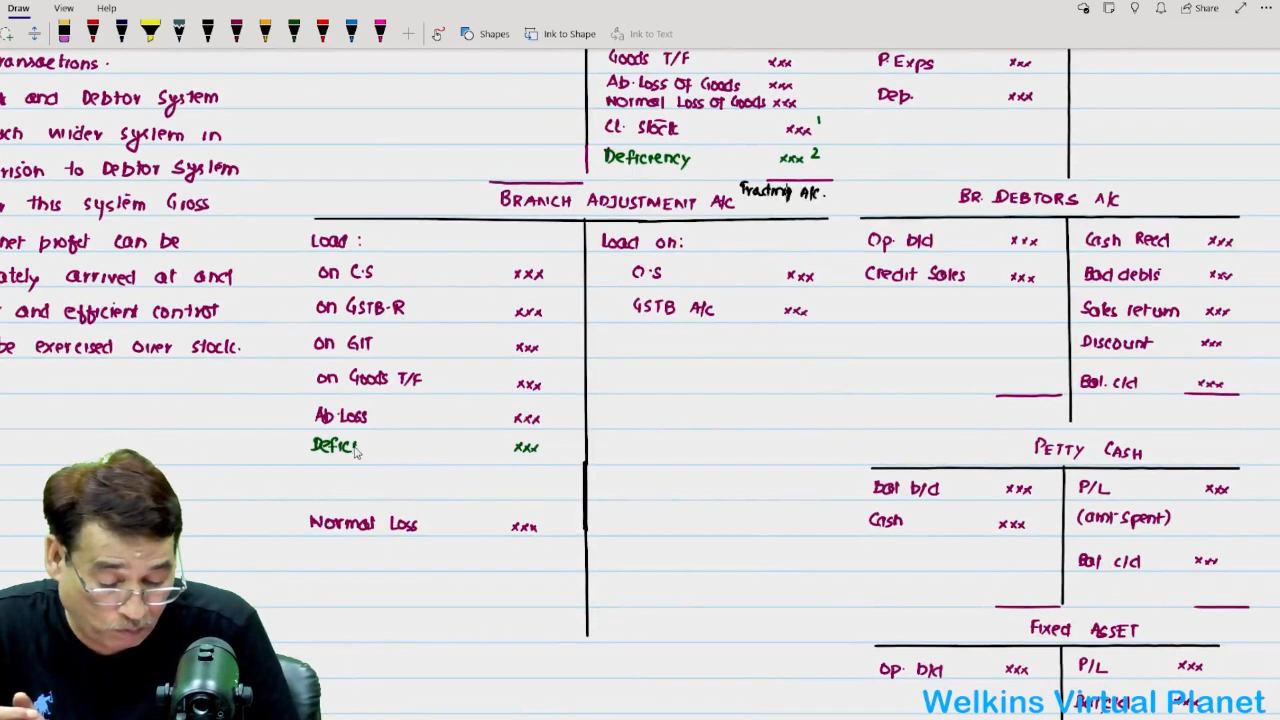 Draw View Help
Share
Shapes Ink to Shape Ink to Text
ransactions.
and Debtor System
ch wider system in
rison to Debtor System
this system Gross
net profit can be
ately arrived at and
and efficient control
be exercised over stock.
Goods T/F xxx
Ab. Loss Of Goods xxx
Normal Loss of Goods xxx
Cl. Stock xxx 1
Deficiency xxx 2
P. Exps xxx
Dep. xxx
BRANCH ADJUSTMENT A/C Trading A/C.
Load :
on C.S xxx
on GSTB-R xxx
on GIT xxx
on Goods T/F xxx
Ab. Loss xxx
Defici xxx
Normal Loss xxx
Load on:
O.S xxx
GSTB A/c xxx
BR. DEBTORS A/C
Op. b/d xxx
Credit Sales xxx
Cash Recd xxx
Bad debts xxx
Sales return xxx
Discount xxx
Bal. c/d xxx
PETTY CASH
Bal b/d xxx
Cash xxx
P/L xxx
(amt spent)
Bal c/d xxx
Fixed ASSET
Op. b/d xxx
P/L xxx
Welkins Virtual Planet